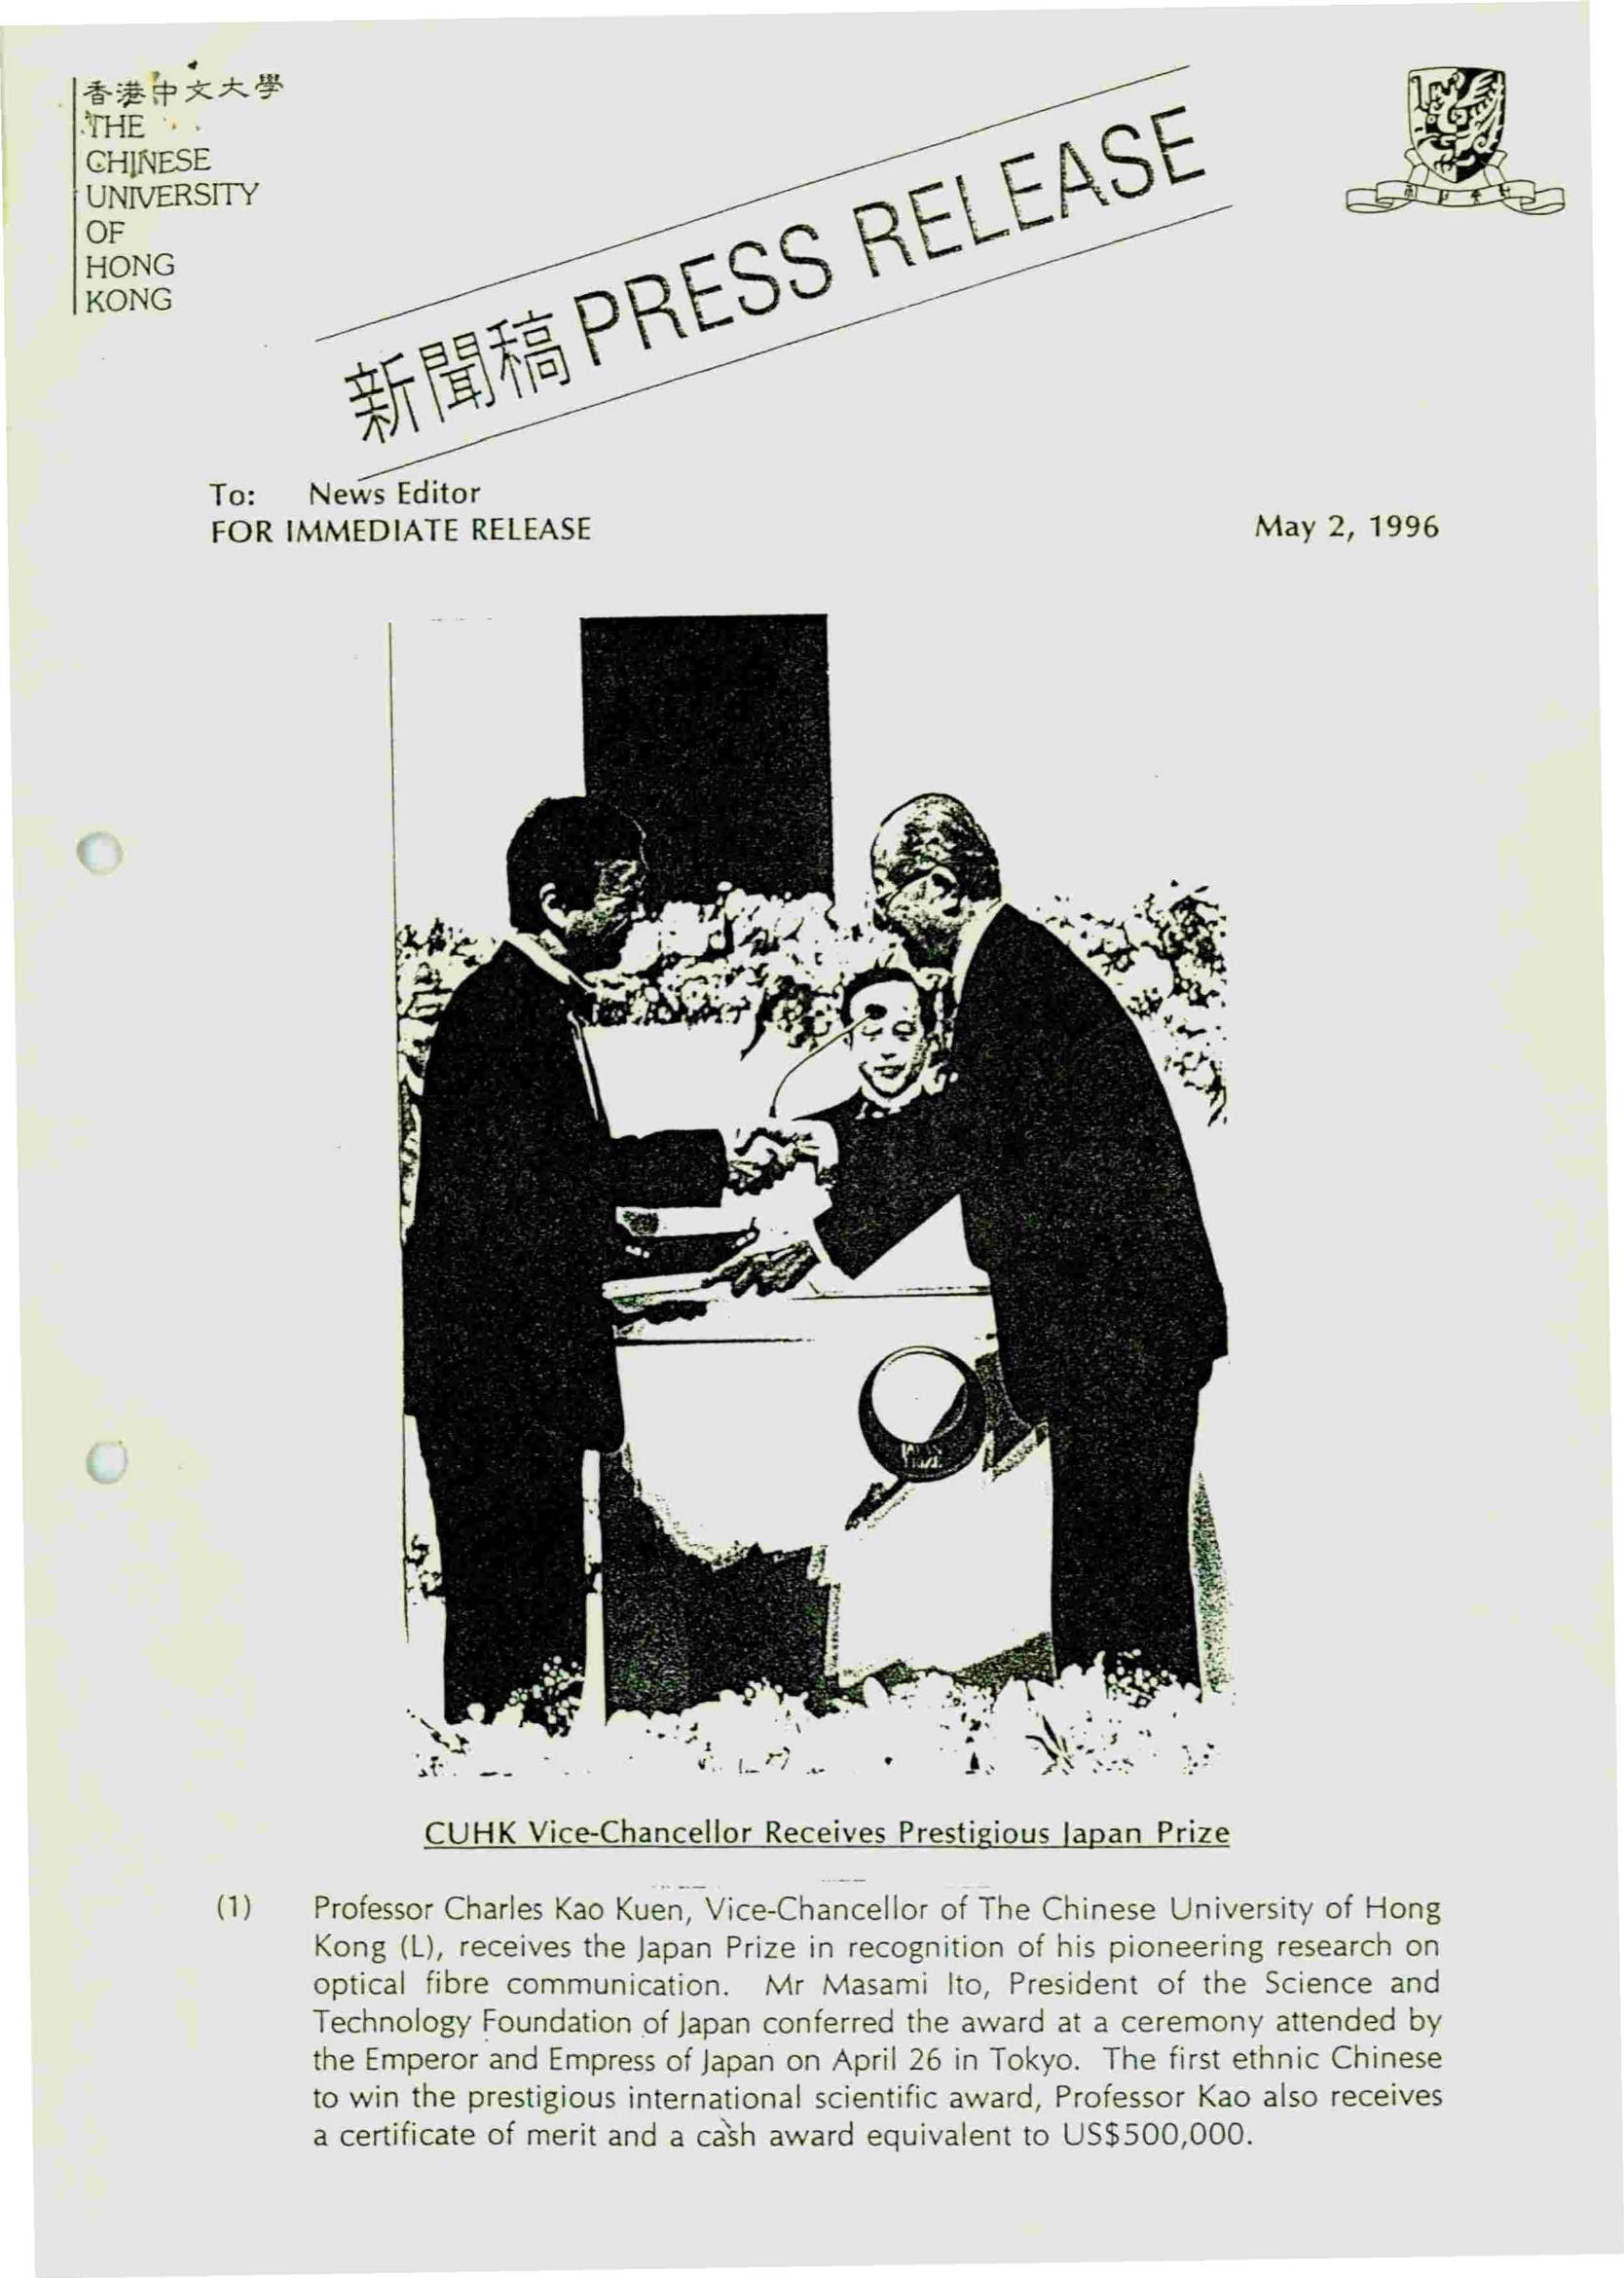 香港中文大學
THE
CHINESE
UNIVERSITY
OF
HONG
KONG
新聞稿 PRESS RELEASE
To: News Editor
FOR IMMEDIATE RELEASE
May 2, 1996
JAPAN
PRIZE
CUHK Vice-Chancellor Receives Prestigious Japan Prize
(1) Professor Charles Kao Kuen, Vice-Chancellor of The Chinese University of Hong
Kong (L), receives the Japan Prize in recognition of his pioneering research on
optical fibre communication. Mr Masami Ito, President of the Science and
Technology Foundation of Japan conferred the award at a ceremony attended by
the Emperor and Empress of Japan on April 26 in Tokyo. The first ethnic Chinese
to win the prestigious international scientific award, Professor Kao also receives
a certificate of merit and a cash award equivalent to US$500,000.